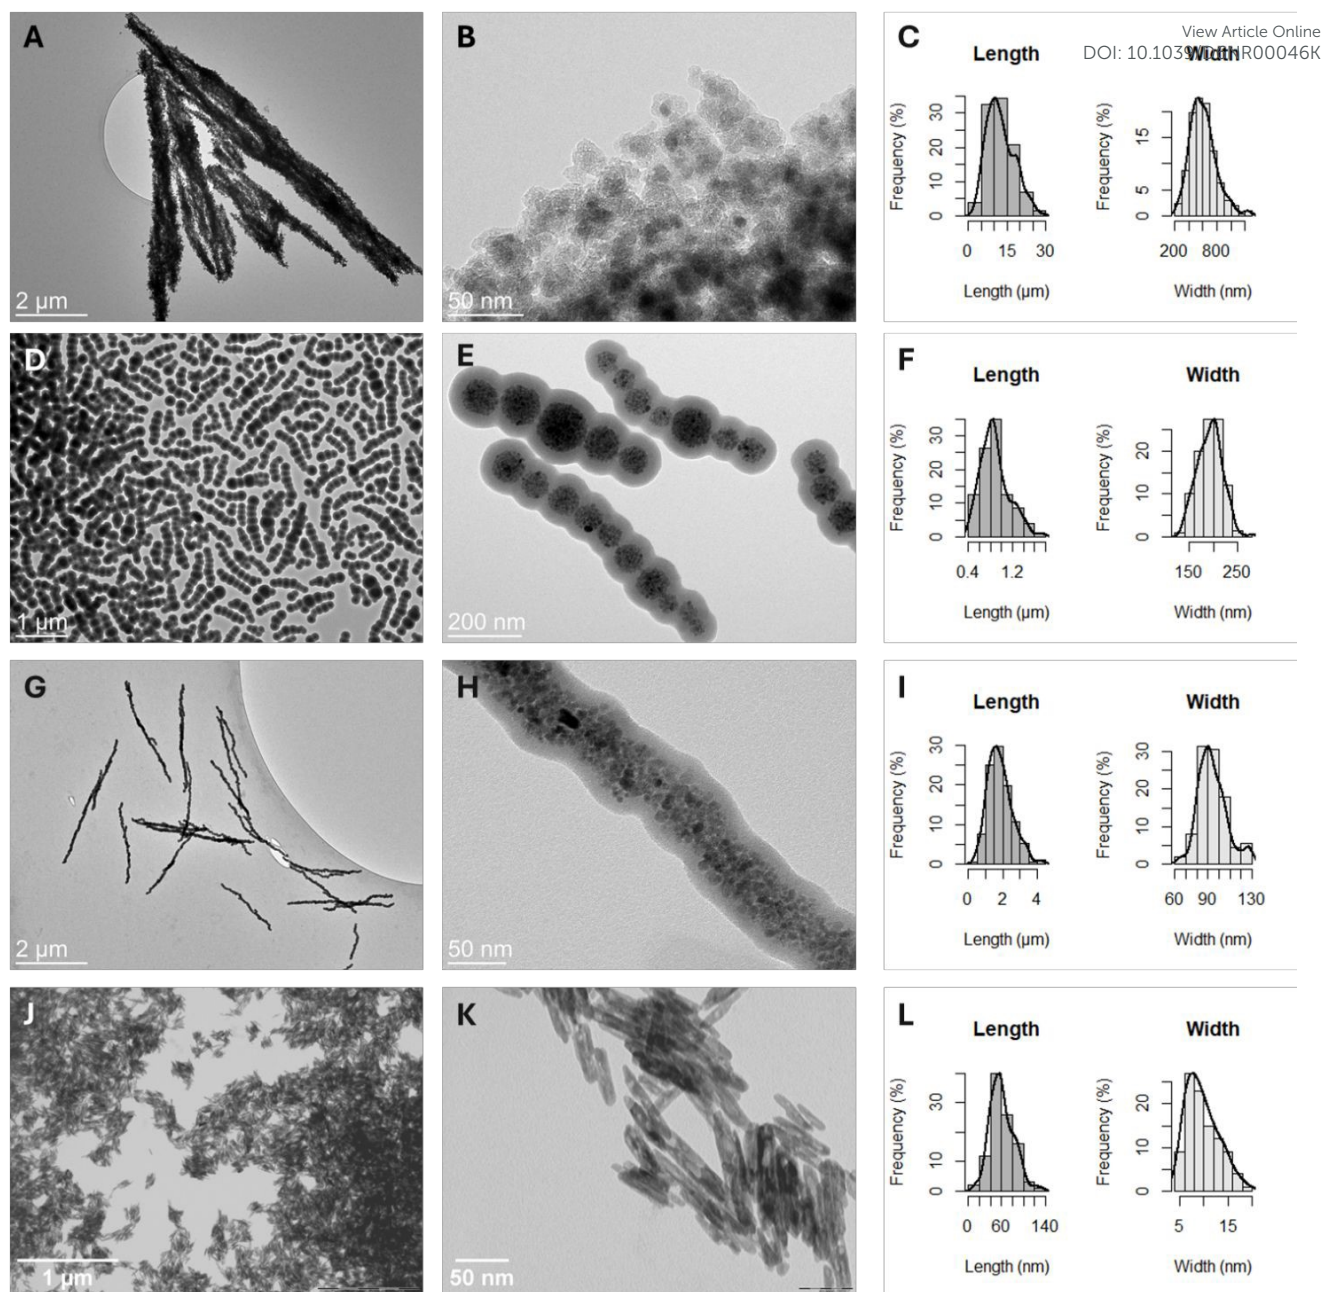 View Article Online
DOI: 10.1039/ NR00046K
A
2 µm
B
50 nm
C
Length
Width
Frequency (%)
0 10 20 30
0 15 30
Length (µm)
Frequency (%)
0 5 15
200 800
Width (nm)
D
1 µm
E
200 nm
F
Length
Width
Frequency (%)
0 10 20 30
0.4 1.2
Length (µm)
Frequency (%)
0 10 20
150 250
Width (nm)
G
2 µm
H
50 nm
I
Length
Width
Frequency (%)
0 10 20 30
0 2 4
Length (µm)
Frequency (%)
0 10 20 30
60 90 130
Width (nm)
J
1 µm
K
50 nm
L
Length
Width
Frequency (%)
0 10 30
0 60 140
Length (nm)
Frequency (%)
0 10 20
5 15
Width (nm)